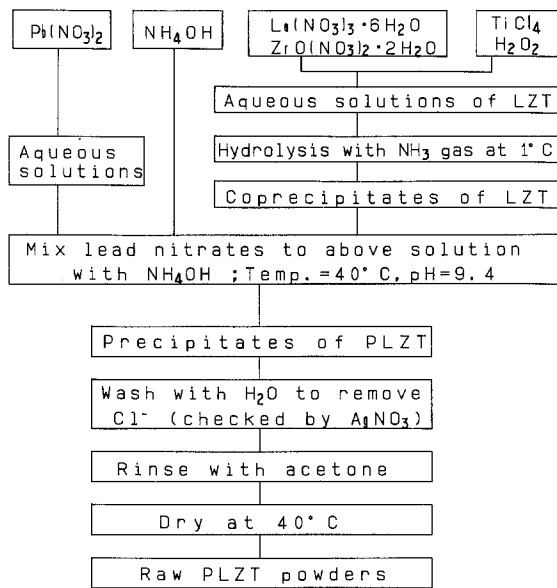 Pb(NO₃)₂
NH₄OH
La(NO₃)₃·6H₂O
ZrO(NO₃)₂·2H₂O
TiCl₄
H₂O₂
Aqueous solutions of LZT
Aqueous
solutions
Hydrolysis with NH₃ gas at 1°C
Coprecipitates of LZT
Mix lead nitrates to above solution
with NH₄OH ; Temp.=40°C, pH=9.4
Precipitates of PLZT
Wash with H₂O to remove
Cl⁻ (checked by AgNO₃)
Rinse with acetone
Dry at 40°C
Raw PLZT powders